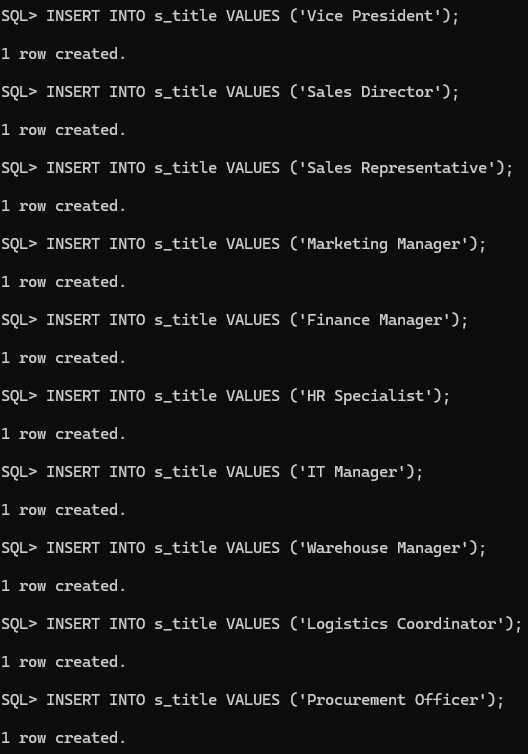 SQL> INSERT INTO s_title VALUES ('Vice President');
1 row created.
SQL> INSERT INTO s_title VALUES ('Sales Director');
1 row created.
SQL> INSERT INTO s_title VALUES ('Sales Representative');
1 row created.
SQL> INSERT INTO s_title VALUES ('Marketing Manager');
1 row created.
SQL> INSERT INTO s_title VALUES ('Finance Manager');
1 row created.
SQL> INSERT INTO s_title VALUES ('HR Specialist');
1 row created.
SQL> INSERT INTO s_title VALUES ('IT Manager');
1 row created.
SQL> INSERT INTO s_title VALUES ('Warehouse Manager');
1 row created.
SQL> INSERT INTO s_title VALUES ('Logistics Coordinator');
1 row created.
SQL> INSERT INTO s_title VALUES ('Procurement Officer');
1 row created.